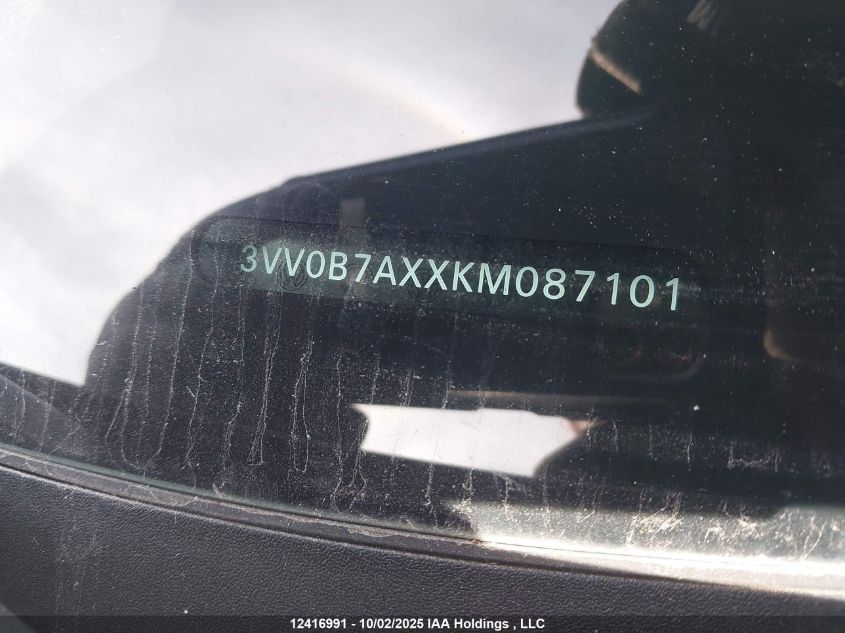 3VV0B7AXXKM087101
12416991 - 10/02/2025 IAA Holdings , LLC